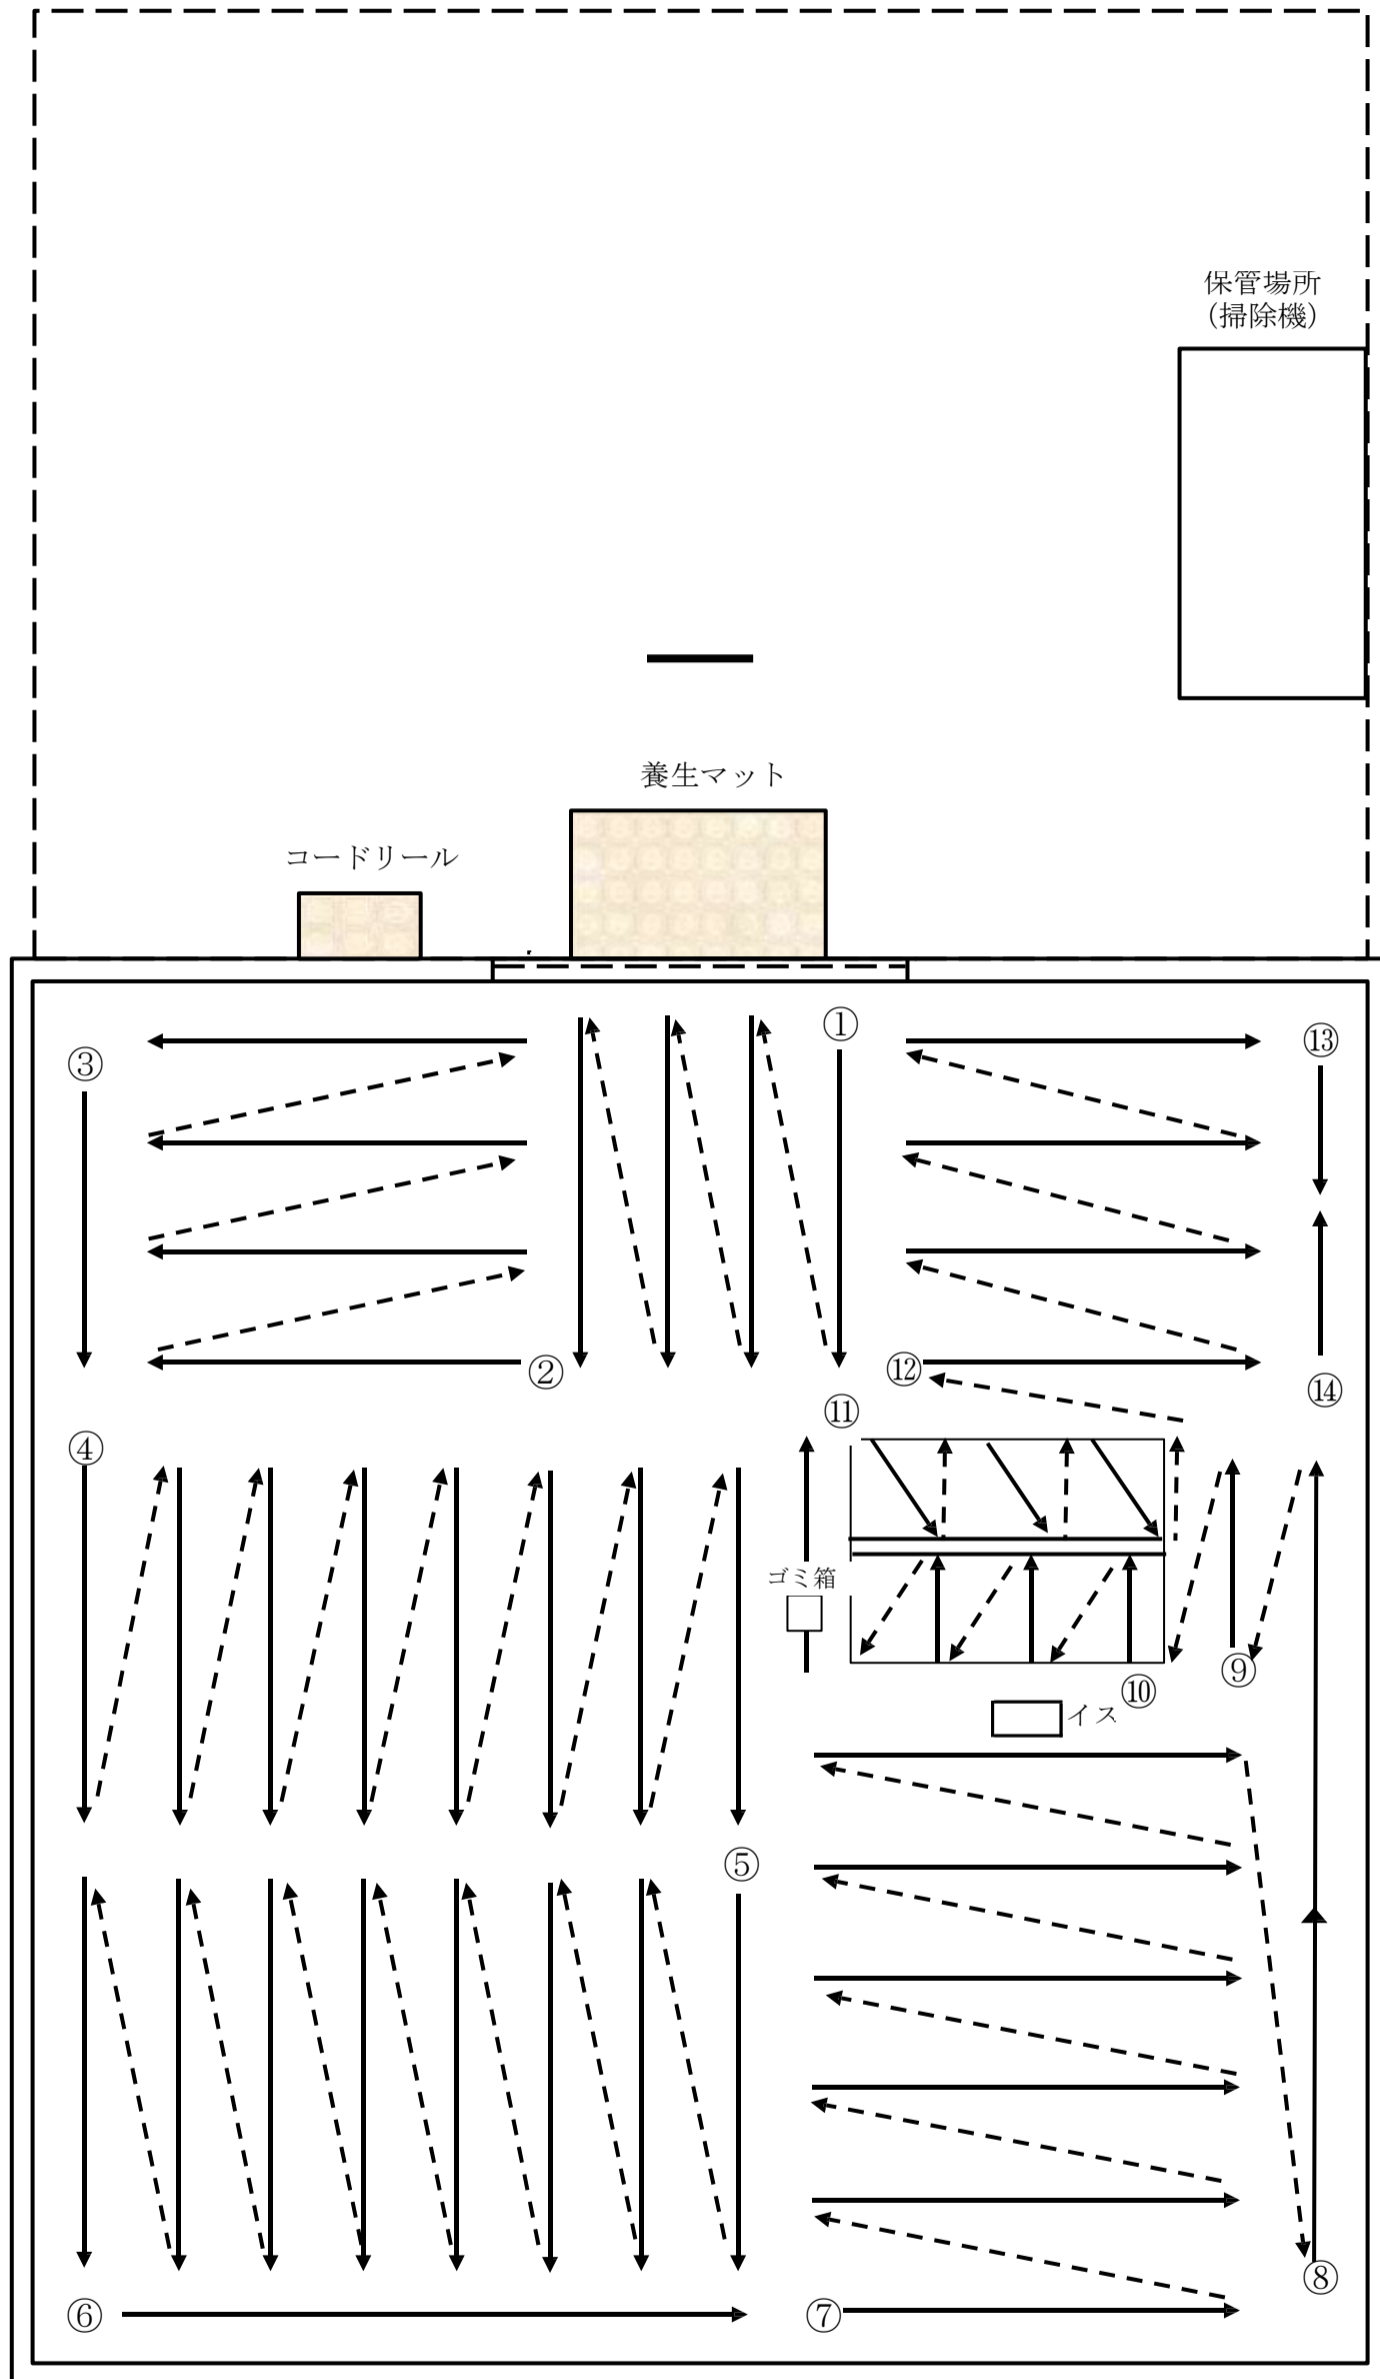 保管場所
（掃除機）
養生マット
コードリール
①
⑬
③
②
⑫
⑭
⑪
④
ゴミ箱
⑨
⑩
イス
⑤
⑧
⑥
⑦